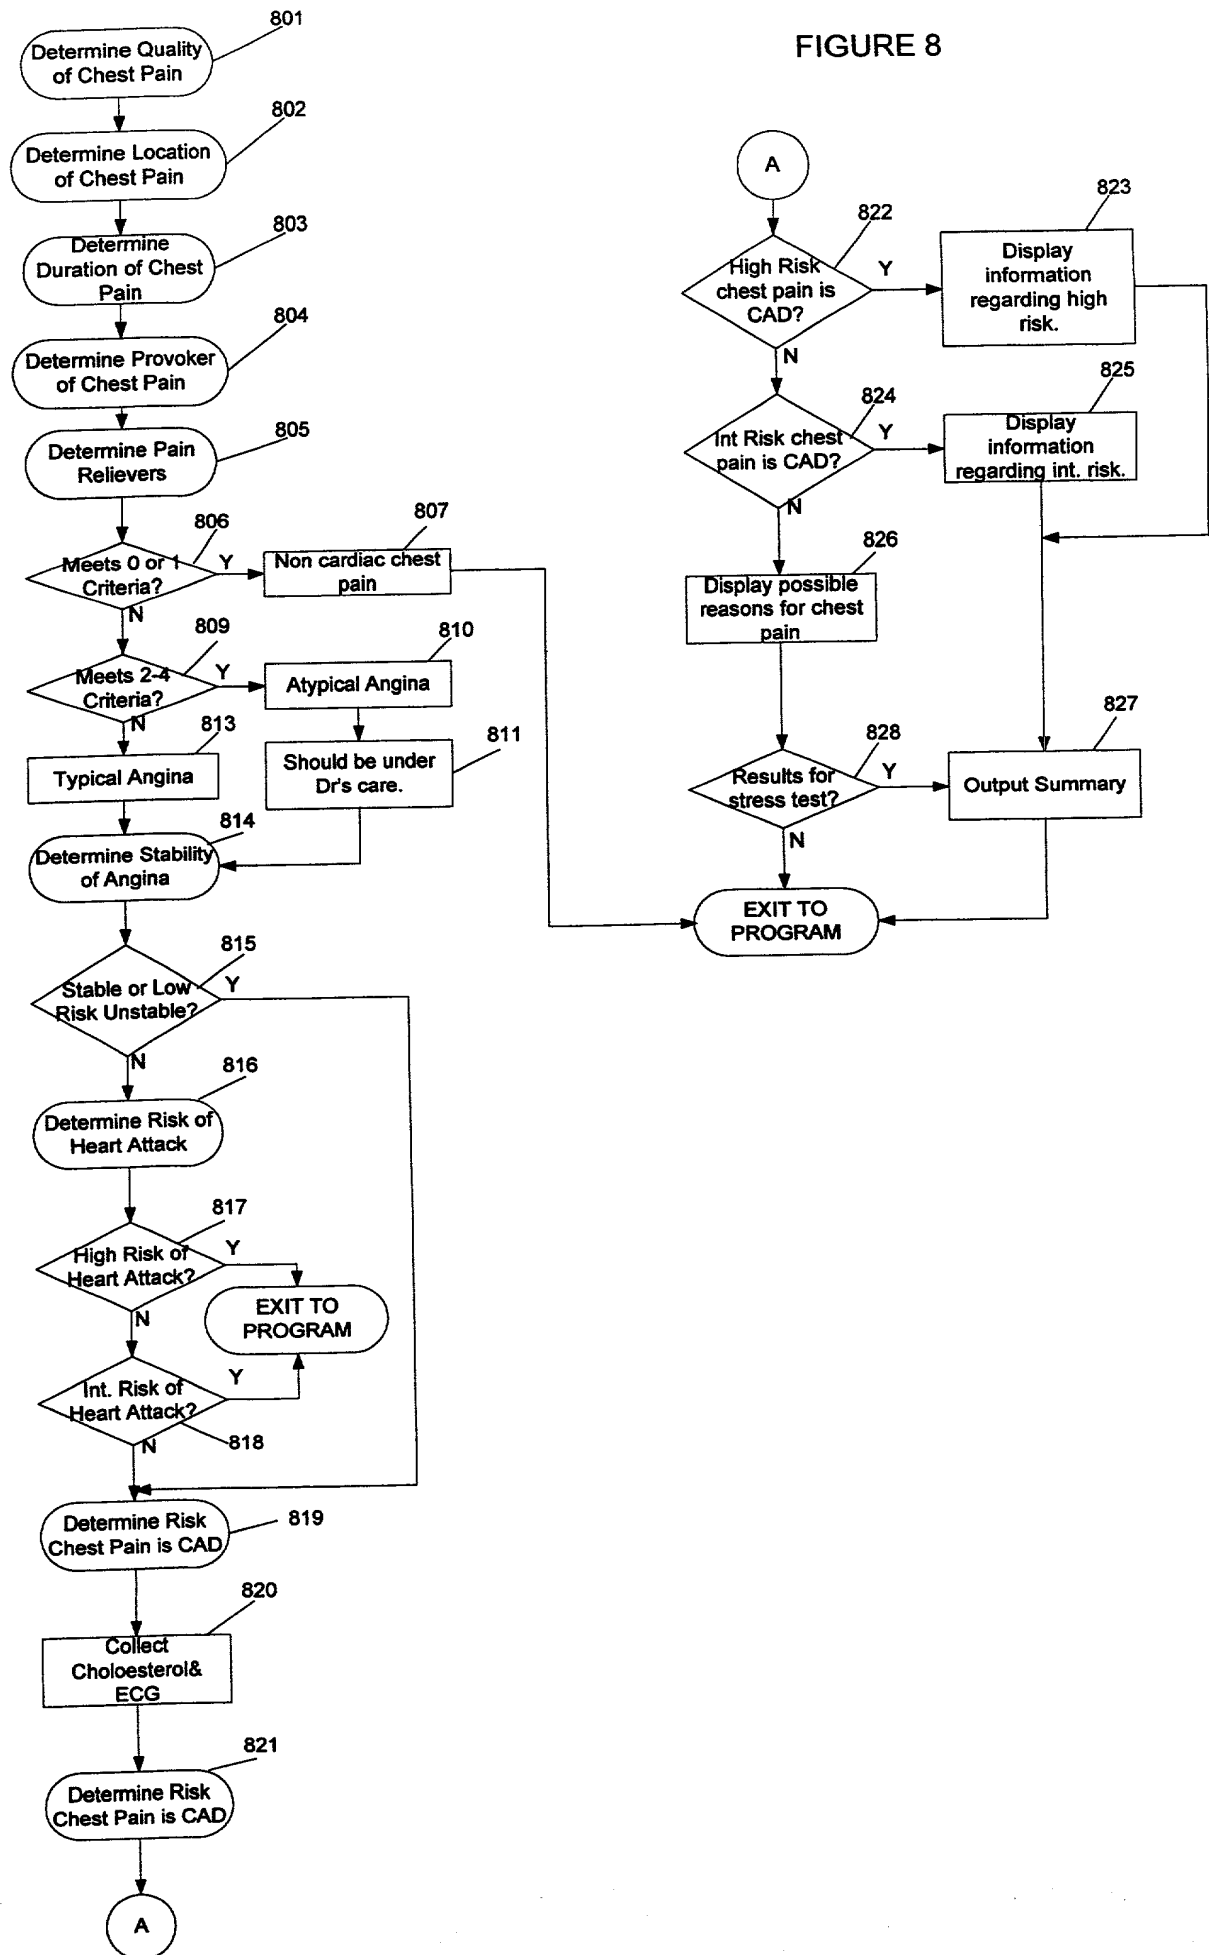 FIGURE 8
801
Determine Quality
of Chest Pain
802
Determine Location
of Chest Pain
803
Determine
Duration of Chest
Pain
804
Determine Provoker
of Chest Pain
805
Determine Pain
Relievers
806
Meets 0 or 1
Criteria?
Y
N
807
Non cardiac chest
pain
809
Meets 2-4
Criteria?
Y
N
810
Atypical Angina
811
Should be under
Dr's care.
813
Typical Angina
814
Determine Stability
of Angina
815
Stable or Low
Risk Unstable?
Y
N
816
Determine Risk of
Heart Attack
817
High Risk of
Heart Attack?
Y
N
EXIT TO
PROGRAM
Int. Risk of
Heart Attack?
Y
N
818
819
Determine Risk
Chest Pain is CAD
820
Collect
Choloesterol&
ECG
821
Determine Risk
Chest Pain is CAD
A
A
822
High Risk
chest pain is
CAD?
Y
N
823
Display
information
regarding high
risk.
824
Int Risk chest
pain is CAD?
Y
N
825
Display
information
regarding int. risk.
826
Display possible
reasons for chest
pain
827
Output Summary
828
Results for
stress test?
Y
N
EXIT TO
PROGRAM